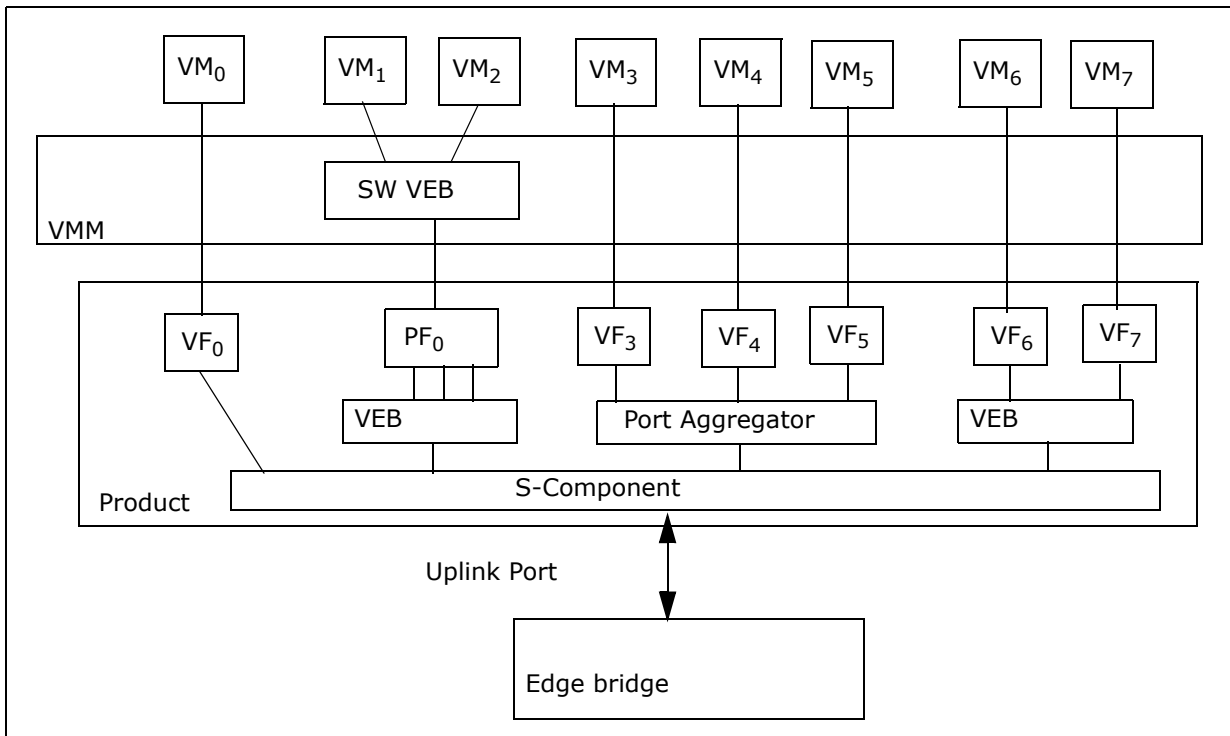 VM0 VM1 VM2 VM3 VM4 VM5 VM6 VM7
SW VEB
VMM
VF0 PF0 VF3 VF4 VF5 VF6 VF7
VEB Port Aggregator VEB
S-Component
Product
Uplink Port
Edge bridge